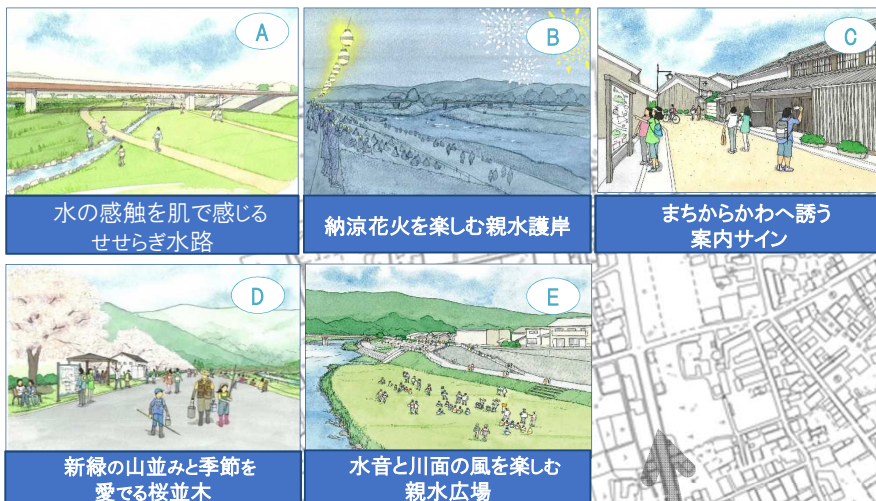 A
水の感触を肌で感じる
せせらぎ水路
B
納涼花火を楽しむ親水護岸
C
まちからかわへ誘う
案内サイン
D
新緑の山並みと季節を
愛でる桜並木
E
水音と川面の風を楽しむ
親水広場